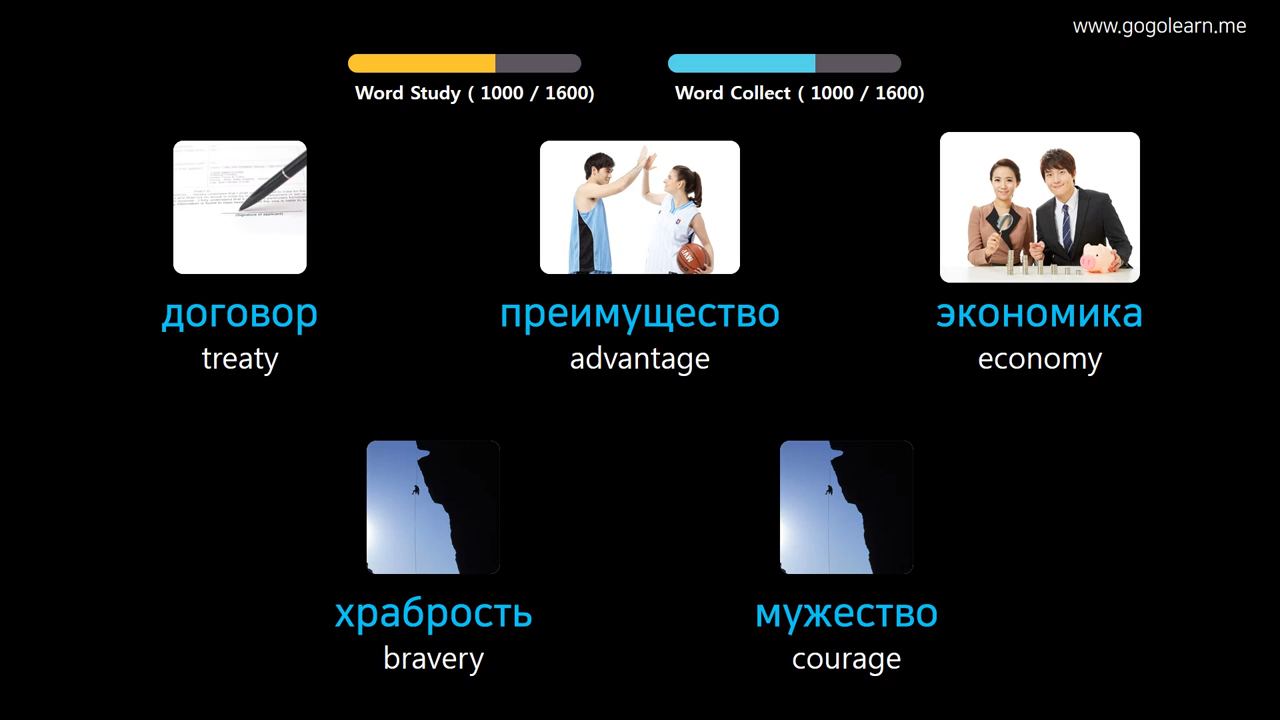 www.gogolearn.me
Word Study ( 1000 / 1600)
Word Collect ( 1000 / 1600)
договор
treaty
преимущество
advantage
экономика
economy
храбрость
bravery
мужество
courage